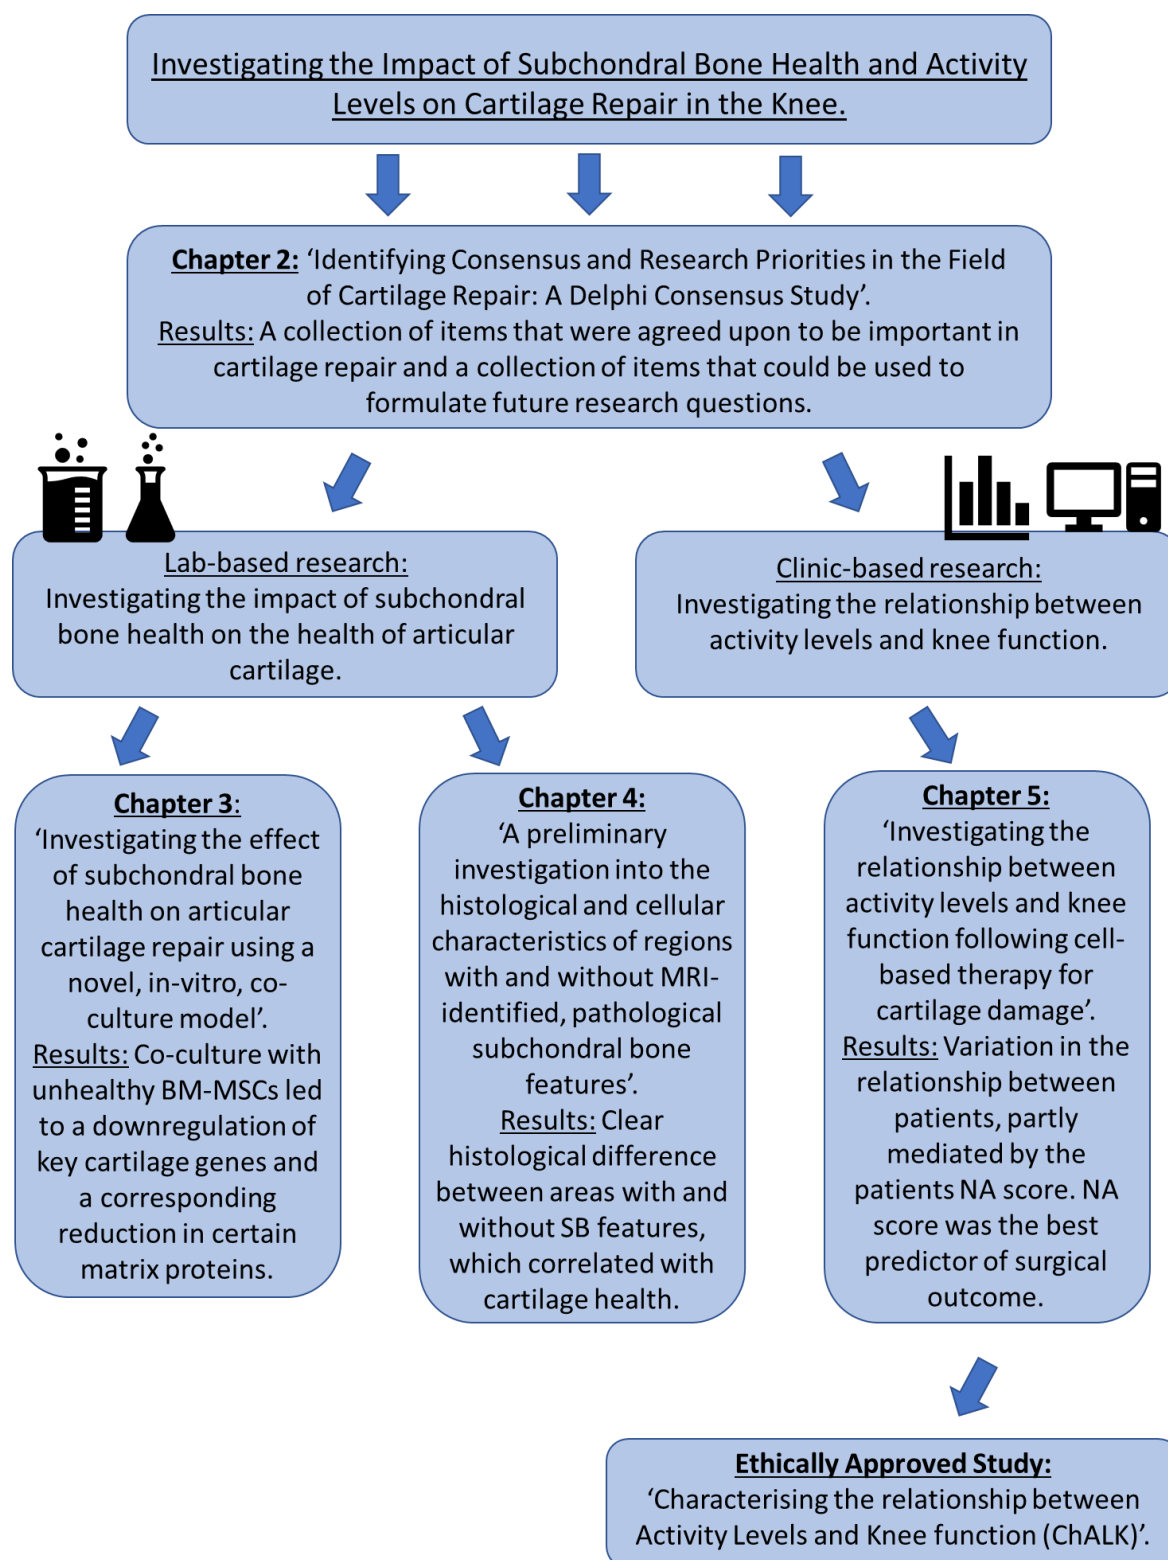 Investigating the Impact of Subchondral Bone Health and Activity
Levels on Cartilage Repair in the Knee.
Chapter 2: ‘Identifying Consensus and Research Priorities in the Field
of Cartilage Repair: A Delphi Consensus Study’.
Results: A collection of items that were agreed upon to be important in
cartilage repair and a collection of items that could be used to
formulate future research questions.
Lab-based research:
Investigating the impact of subchondral
bone health on the health of articular
cartilage.
Clinic-based research:
Investigating the relationship between
activity levels and knee function.
Chapter 3:
‘Investigating the effect
of subchondral bone
health on articular
cartilage repair using a
novel, in-vitro, co-
culture model’.
Results: Co-culture with
unhealthy BM-MSCs led
to a downregulation of
key cartilage genes and
a corresponding
reduction in certain
matrix proteins.
Chapter 4:
‘A preliminary
investigation into the
histological and cellular
characteristics of regions
with and without MRI-
identified, pathological
subchondral bone
features’.
Results: Clear
histological difference
between areas with and
without SB features,
which correlated with
cartilage health.
Chapter 5:
‘Investigating the
relationship between
activity levels and knee
function following cell-
based therapy for
cartilage damage’.
Results: Variation in the
relationship between
patients, partly
mediated by the
patients NA score. NA
score was the best
predictor of surgical
outcome.
Ethically Approved Study:
‘Characterising the relationship between
Activity Levels and Knee function (ChALK)’.